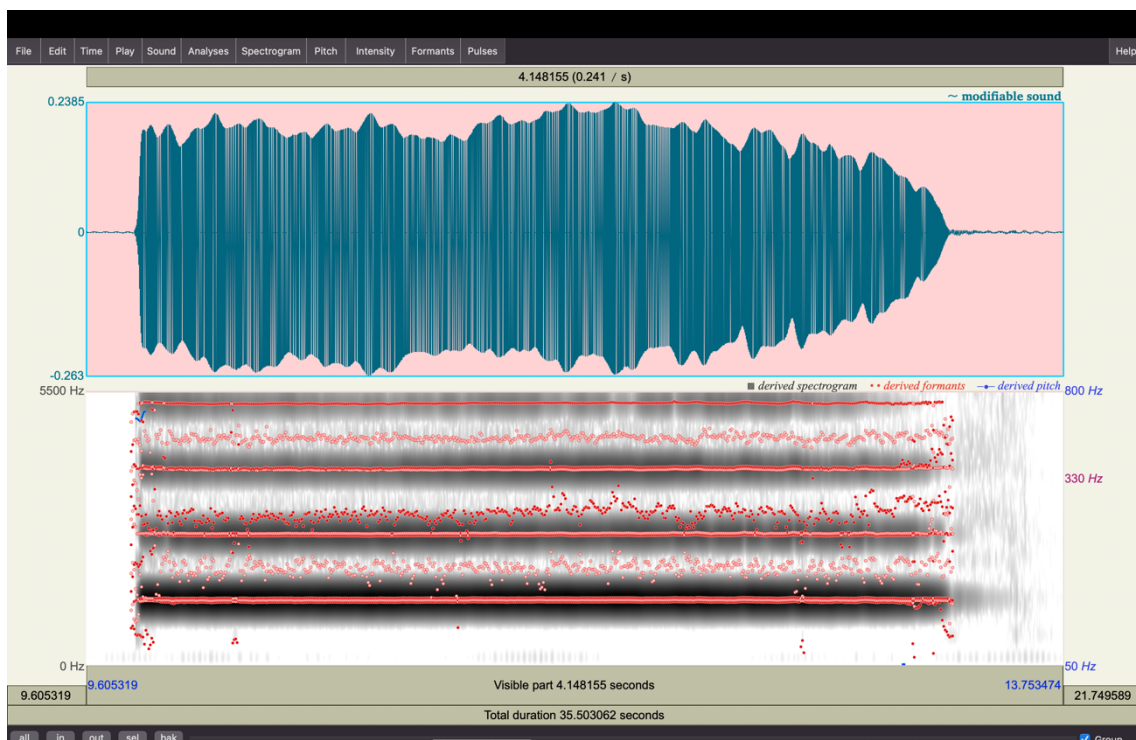 File Edit Time Play Sound Analyses Spectrogram Pitch Intensity Formants Pulses Help
4.148155 (0.241 / s)
0.2385
~ modifiable sound
0
-0.263
derived spectrogram derived formants derived pitch
5500 Hz
800 Hz
330 Hz
0 Hz
50 Hz
9.605319
Visible part 4.148155 seconds
13.753474
9.605319
21.749589
Total duration 35.503062 seconds
all in out sel bak Group